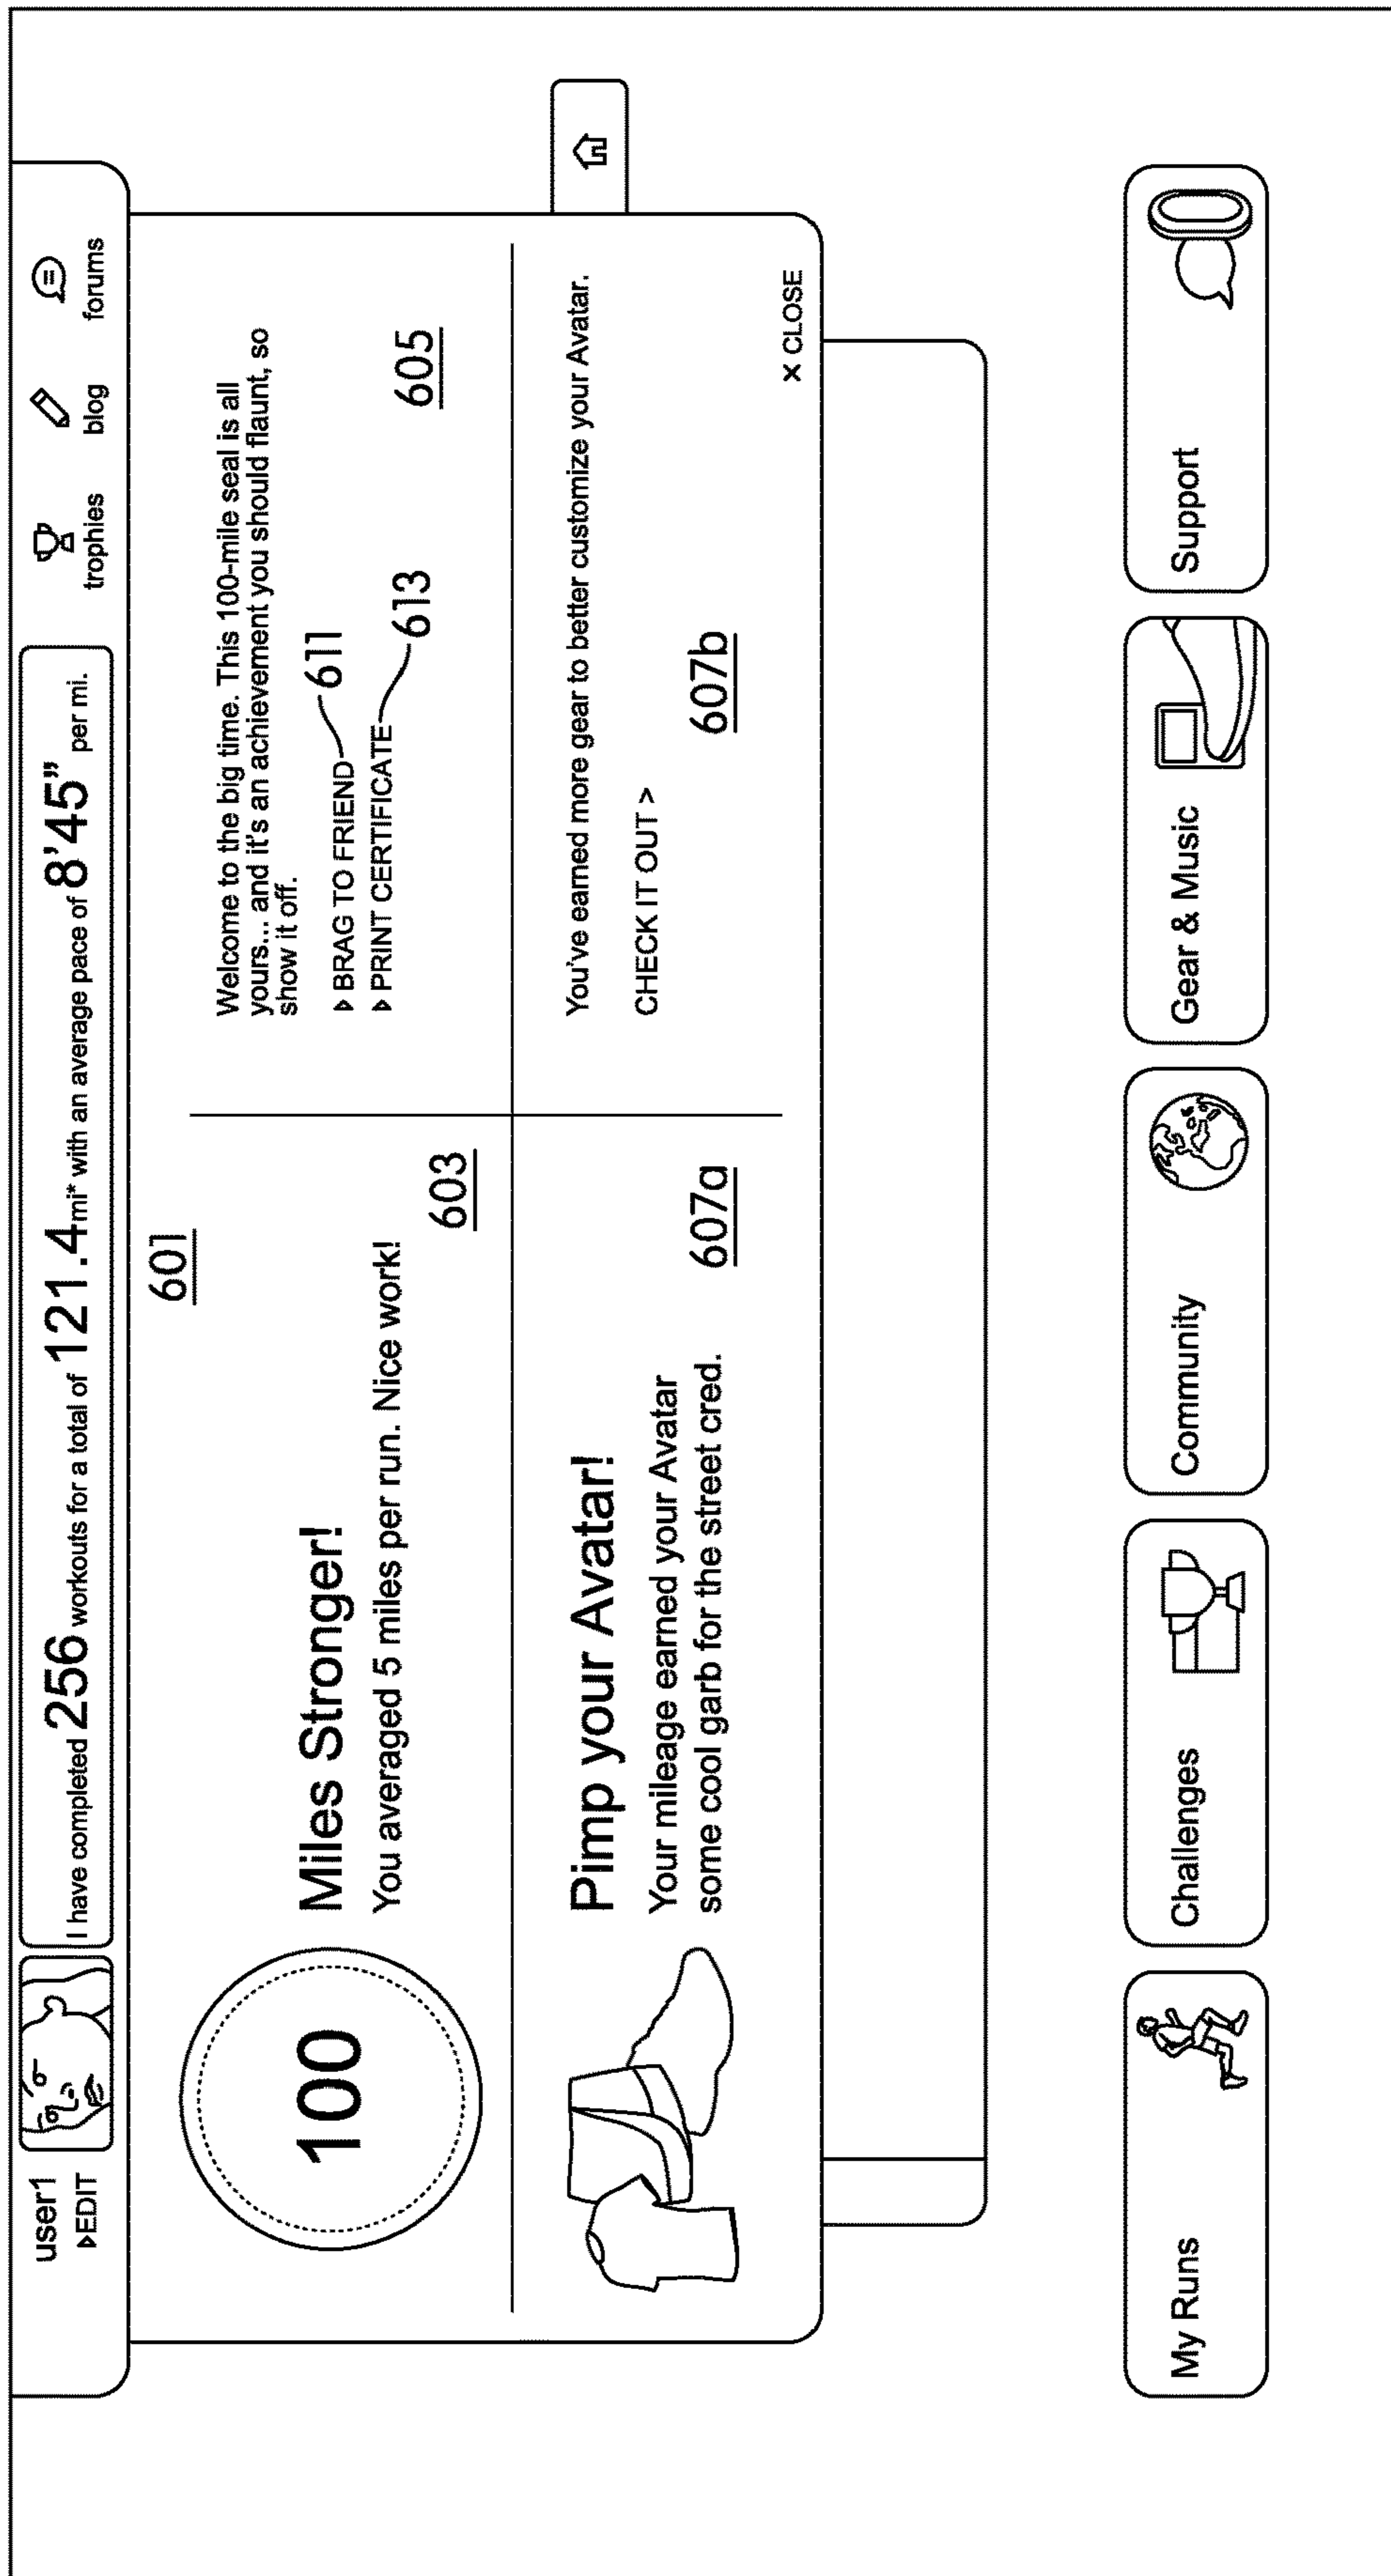 user1
▸EDIT
I have completed 256 workouts for a total of 121.4mi* with an average pace of 8'45” per mi.
trophies
blog
forums
601
100
Miles Stronger!
You averaged 5 miles per run. Nice work!
603
Welcome to the big time. This 100-mile seal is all
yours... and it's an achievement you should flaunt, so
show it off.
▸ BRAG TO FRIEND 611
▸ PRINT CERTIFICATE 613
605
Pimp your Avatar!
Your mileage earned your Avatar
some cool garb for the street cred.
607a
You've earned more gear to better customize your Avatar.
CHECK IT OUT >
607b
× CLOSE
My Runs
Challenges
Community
Gear & Music
Support